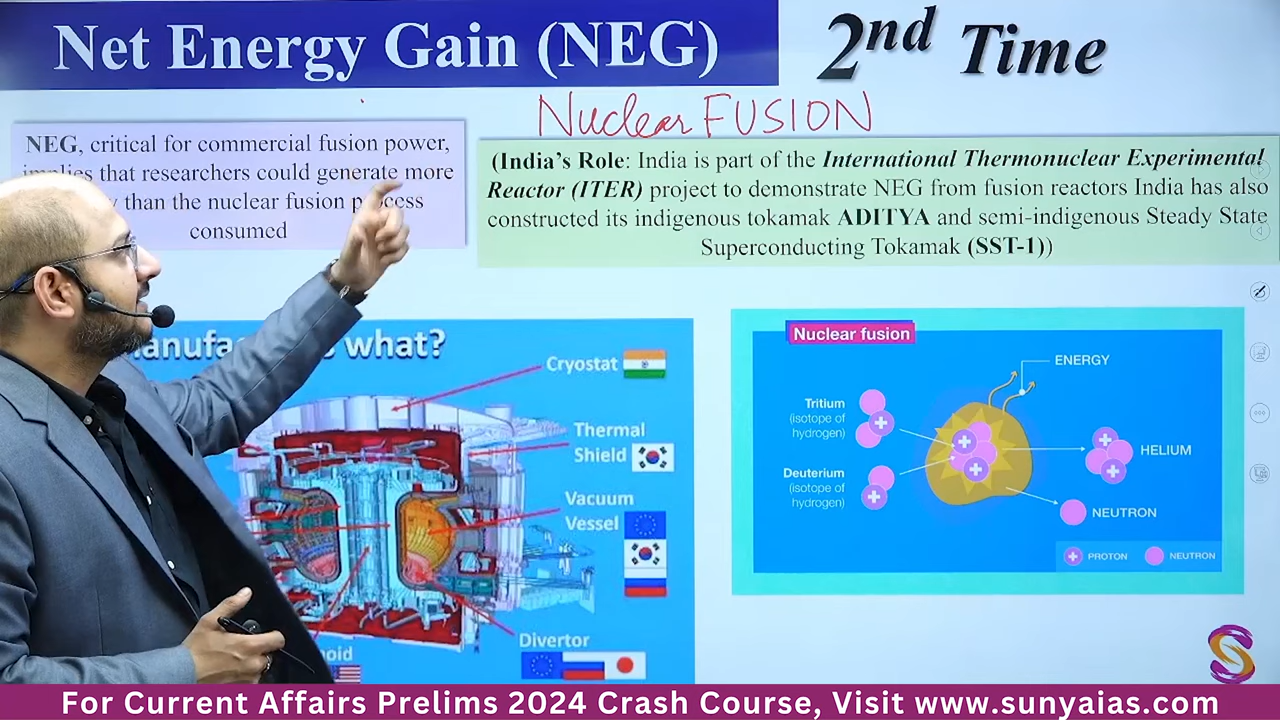 Net Energy Gain (NEG)
2nd Time
Nuclear FUSION
NEG, critical for commercial fusion power,
implies that researchers could generate more
than the nuclear fusion process
consumed
(India's Role: India is part of the International Thermonuclear Experimental
Reactor (ITER) project to demonstrate NEG from fusion reactors India has also
constructed its indigenous tokamak ADITYA and semi-indigenous Steady State
Superconducting Tokamak (SST-1))
what?
Cryostat
Thermal
Shield
Vacuum
Vessel
Divertor
Nuclear fusion
ENERGY
Tritium
(isotope of
hydrogen)
Deuterium
(isotope of
hydrogen)
HELIUM
NEUTRON
PROTON
NEUTRON
For Current Affairs Prelims 2024 Crash Course, Visit www.sunyaias.com